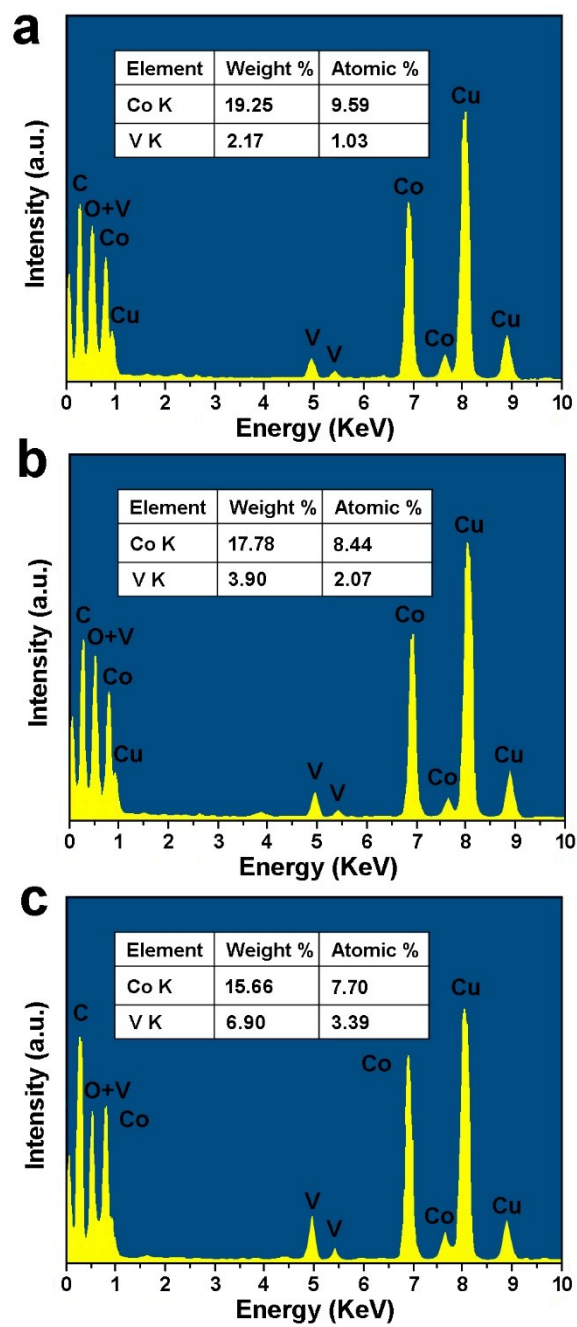 a
Element Weight % Atomic %
Co K 19.25 9.59
V K 2.17 1.03
Cu
Co
C
O+V
Co
Cu
V
V
Co
Cu
Intensity (a.u.)
0 1 2 3 4 5 6 7 8 9 10
Energy (KeV)
b
Element Weight % Atomic %
Co K 17.78 8.44
V K 3.90 2.07
Cu
Co
C
O+V
Co
Cu
V
V
Co
Cu
Intensity (a.u.)
0 1 2 3 4 5 6 7 8 9 10
Energy (KeV)
c
Element Weight % Atomic %
Co K 15.66 7.70
V K 6.90 3.39
Cu
C
Co
O+V
Co
V
V
Co
Cu
Intensity (a.u.)
0 1 2 3 4 5 6 7 8 9 10
Energy (KeV)